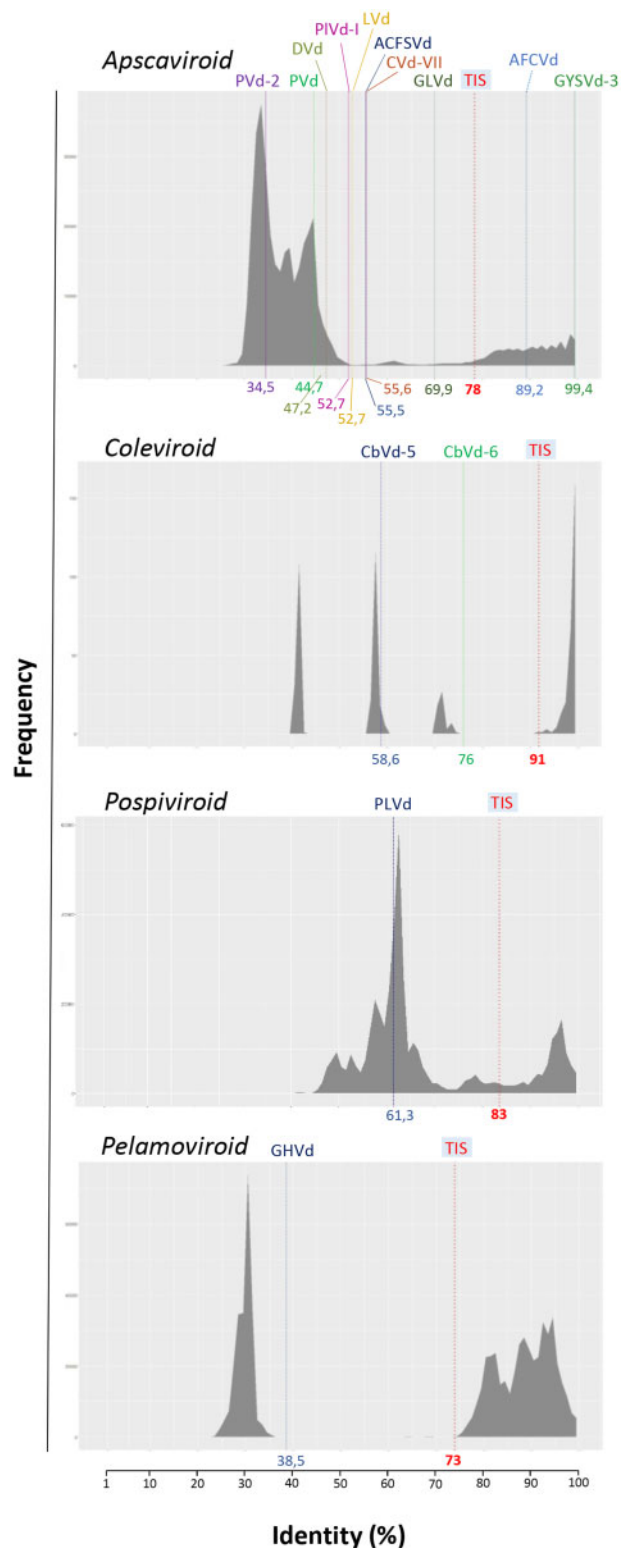 LVd
PlVd-I
ACFSVd
Apscaviroid
DVd
CVd-VII
AFCVd
PVd-2
PVd
GLVd
TIS
GYSVd-3
34,5
44,7
55,6
69,9
78
89,2
99,4
47,2
52,7
55,5
52,7
Coleviroid
CbVd-5
CbVd-6
TIS
58,6
76
91
Frequency
Pospiviroid
PLVd
TIS
61,3
83
Pelamoviroid
GHVd
TIS
38,5
73
1 10 20 30 40 50 60 70 80 90 100
Identity (%)